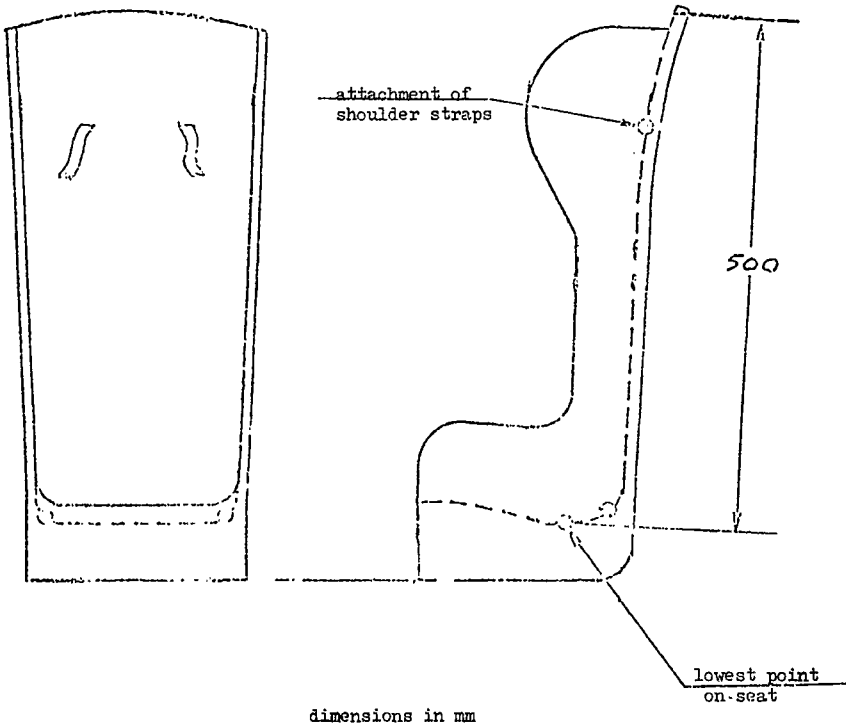 attachment of
shoulder straps
500
lowest point
on-seat
dimensions in mm